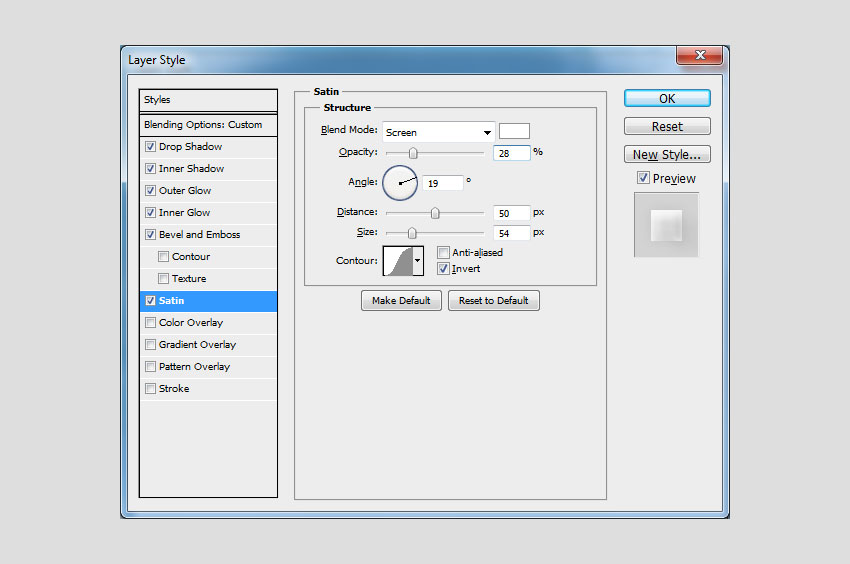 Layer Style
Styles
Blending Options: Custom
Drop Shadow
Inner Shadow
Outer Glow
Inner Glow
Bevel and Emboss
Contour
Texture
Satin
Color Overlay
Gradient Overlay
Pattern Overlay
Stroke
Satin
Structure
Blend Mode: Screen
Opacity: 28 %
Angle: 19 °
Distance: 50 px
Size: 54 px
Contour:
Anti-aliased
Invert
Make Default Reset to Default
OK
Reset
New Style...
Preview